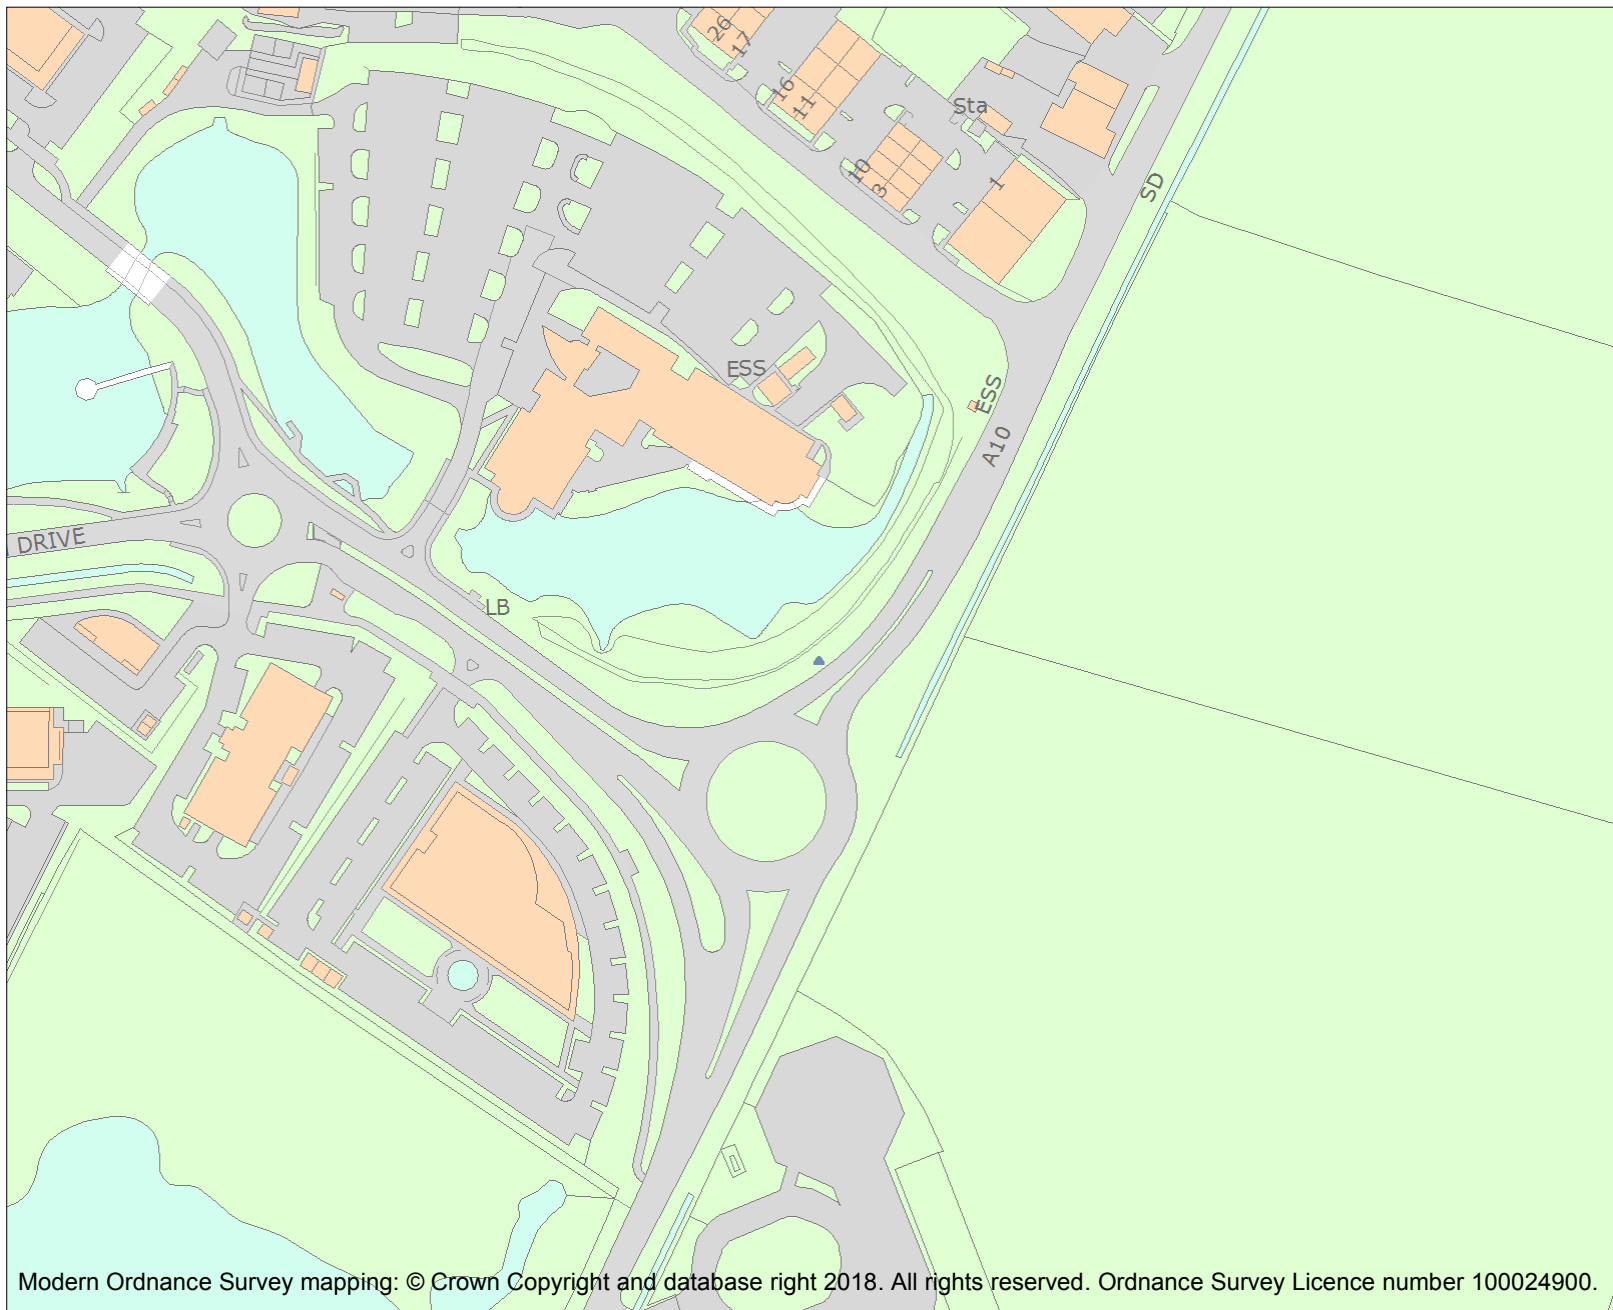 26
17
16
11
Sta
10
3
1
SD
ESS
ESS
A10
DRIVE
LB
Modern Ordnance Survey mapping: © Crown Copyright and database right 2018. All rights reserved. Ordnance Survey Licence number 100024900.